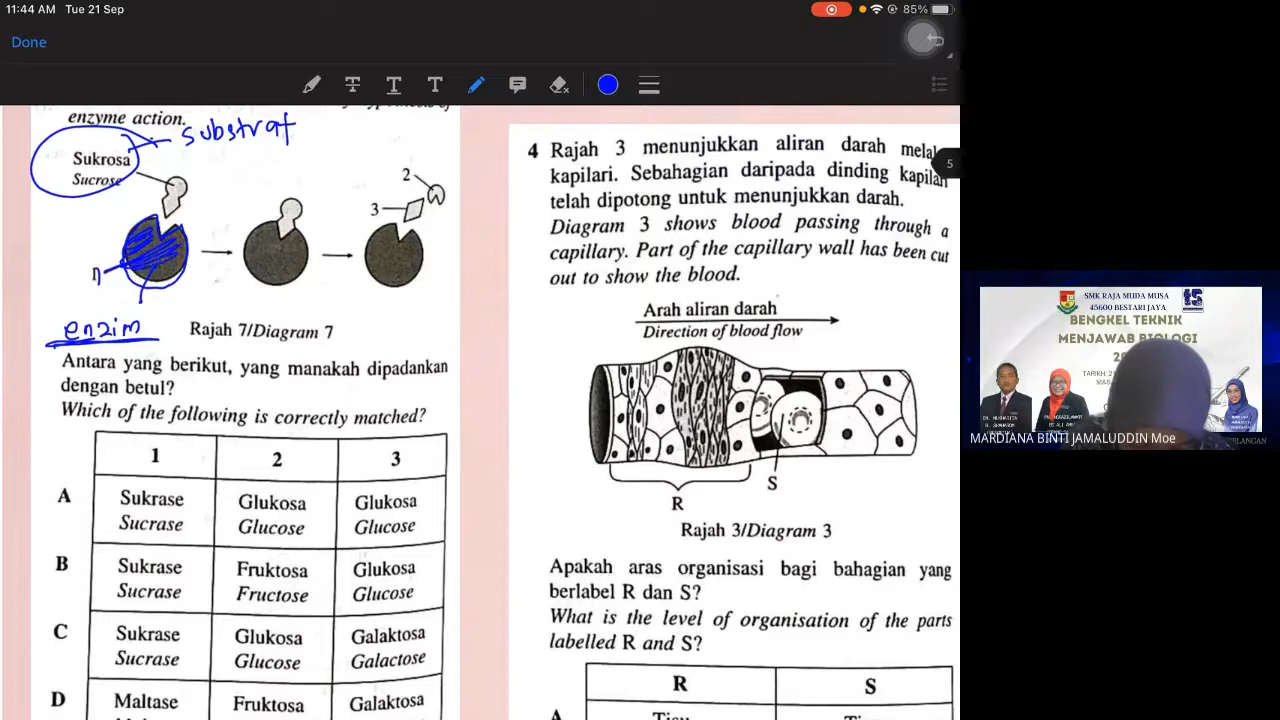 11:44 AM Tue 21 Sep
85%
Done
enzyme action.
substrat
Sukrosa
Sucrose
2
3
enzim
Rajah 7/Diagram 7
Antara yang berikut, yang manakah dipadankan
dengan betul?
Which of the following is correctly matched?
1 2 3
A Sukrase Glukosa Glukosa
Sucrase Glucose Glucose
B Sukrase Fruktosa Glukosa
Sucrase Fructose Glucose
C Sukrase Glukosa Galaktosa
Sucrase Glucose Galactose
D Maltase Fruktosa Galaktosa
5
4 Rajah 3 menunjukkan aliran darah
kapilari. Sebahagian daripada dinding kapilari
telah dipotong untuk menunjukkan darah.
Diagram 3 shows blood passing through a
capillary. Part of the capillary wall has been cut
out to show the blood.
Arah aliran darah
Direction of blood flow
R
S
Rajah 3/Diagram 3
Apakah aras organisasi bagi bahagian yang
berlabel R dan S?
What is the level of organisation of the parts
labelled R and S?
R S
A
SMK RAJA MUDA MUSA
45600 BESTARI JAYA
BENGKEL TEKNIK
MENJAWAB BIOLOGI
MARDIANA BINTI JAMALUDDIN Moe